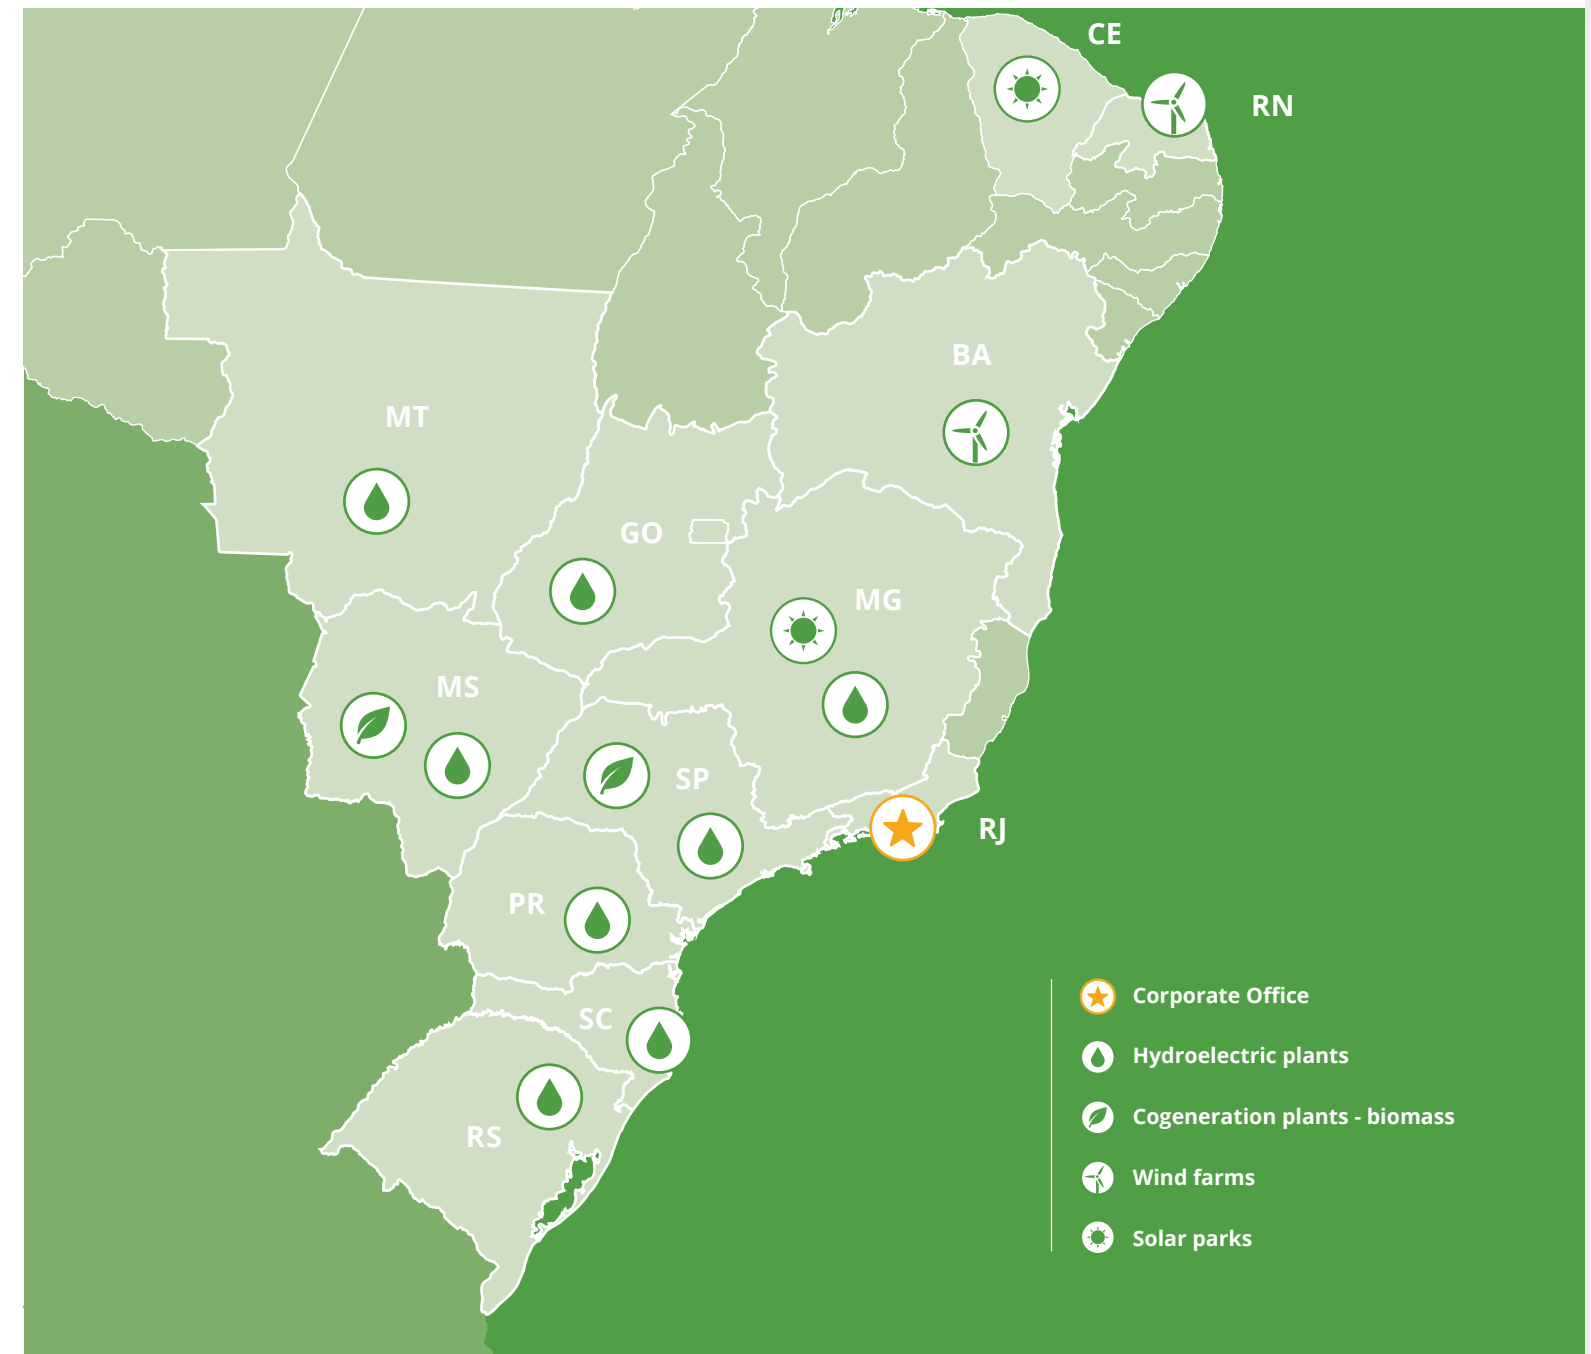 CE
RN
BA
MT
GO
MG
MS
SP
RJ
PR
SC
RS
Corporate Office
Hydroelectric plants
Cogeneration plants - biomass
Wind farms
Solar parks